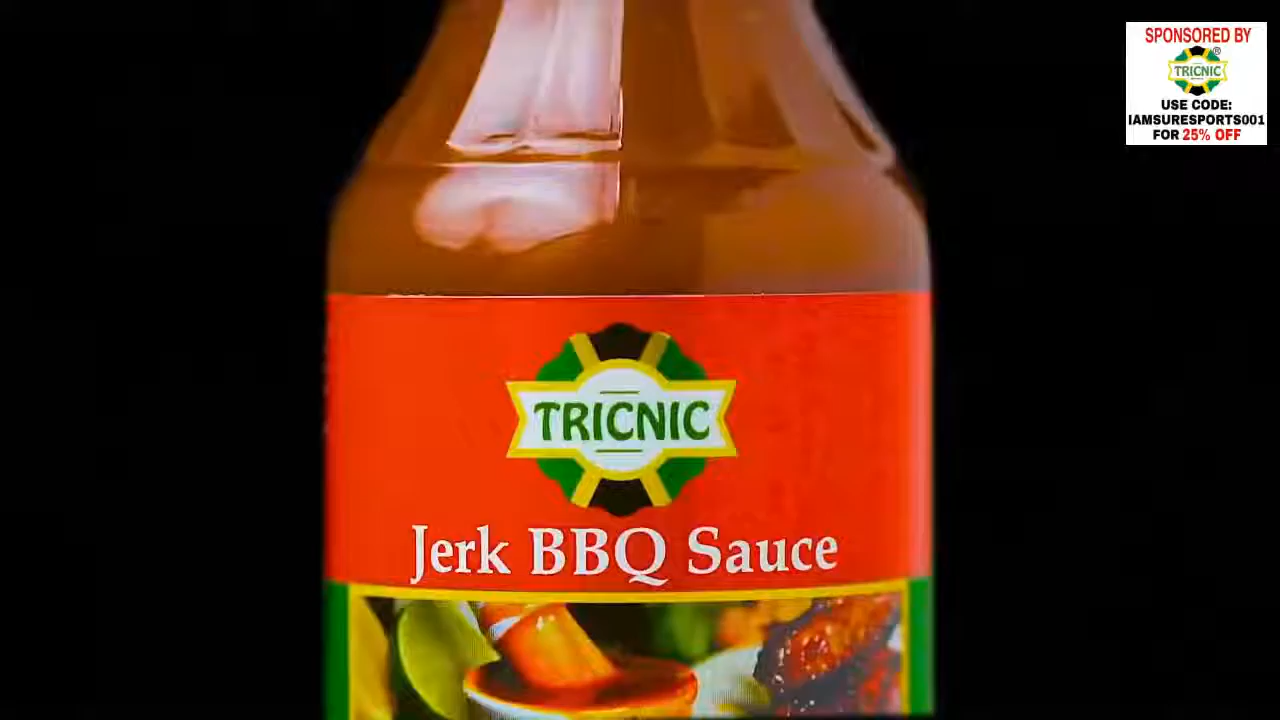 SPONSORED BY
TRICNIC®
USE CODE:
IAMSURESPORTS001
FOR 25% OFF
TRICNIC
Jerk BBQ Sauce